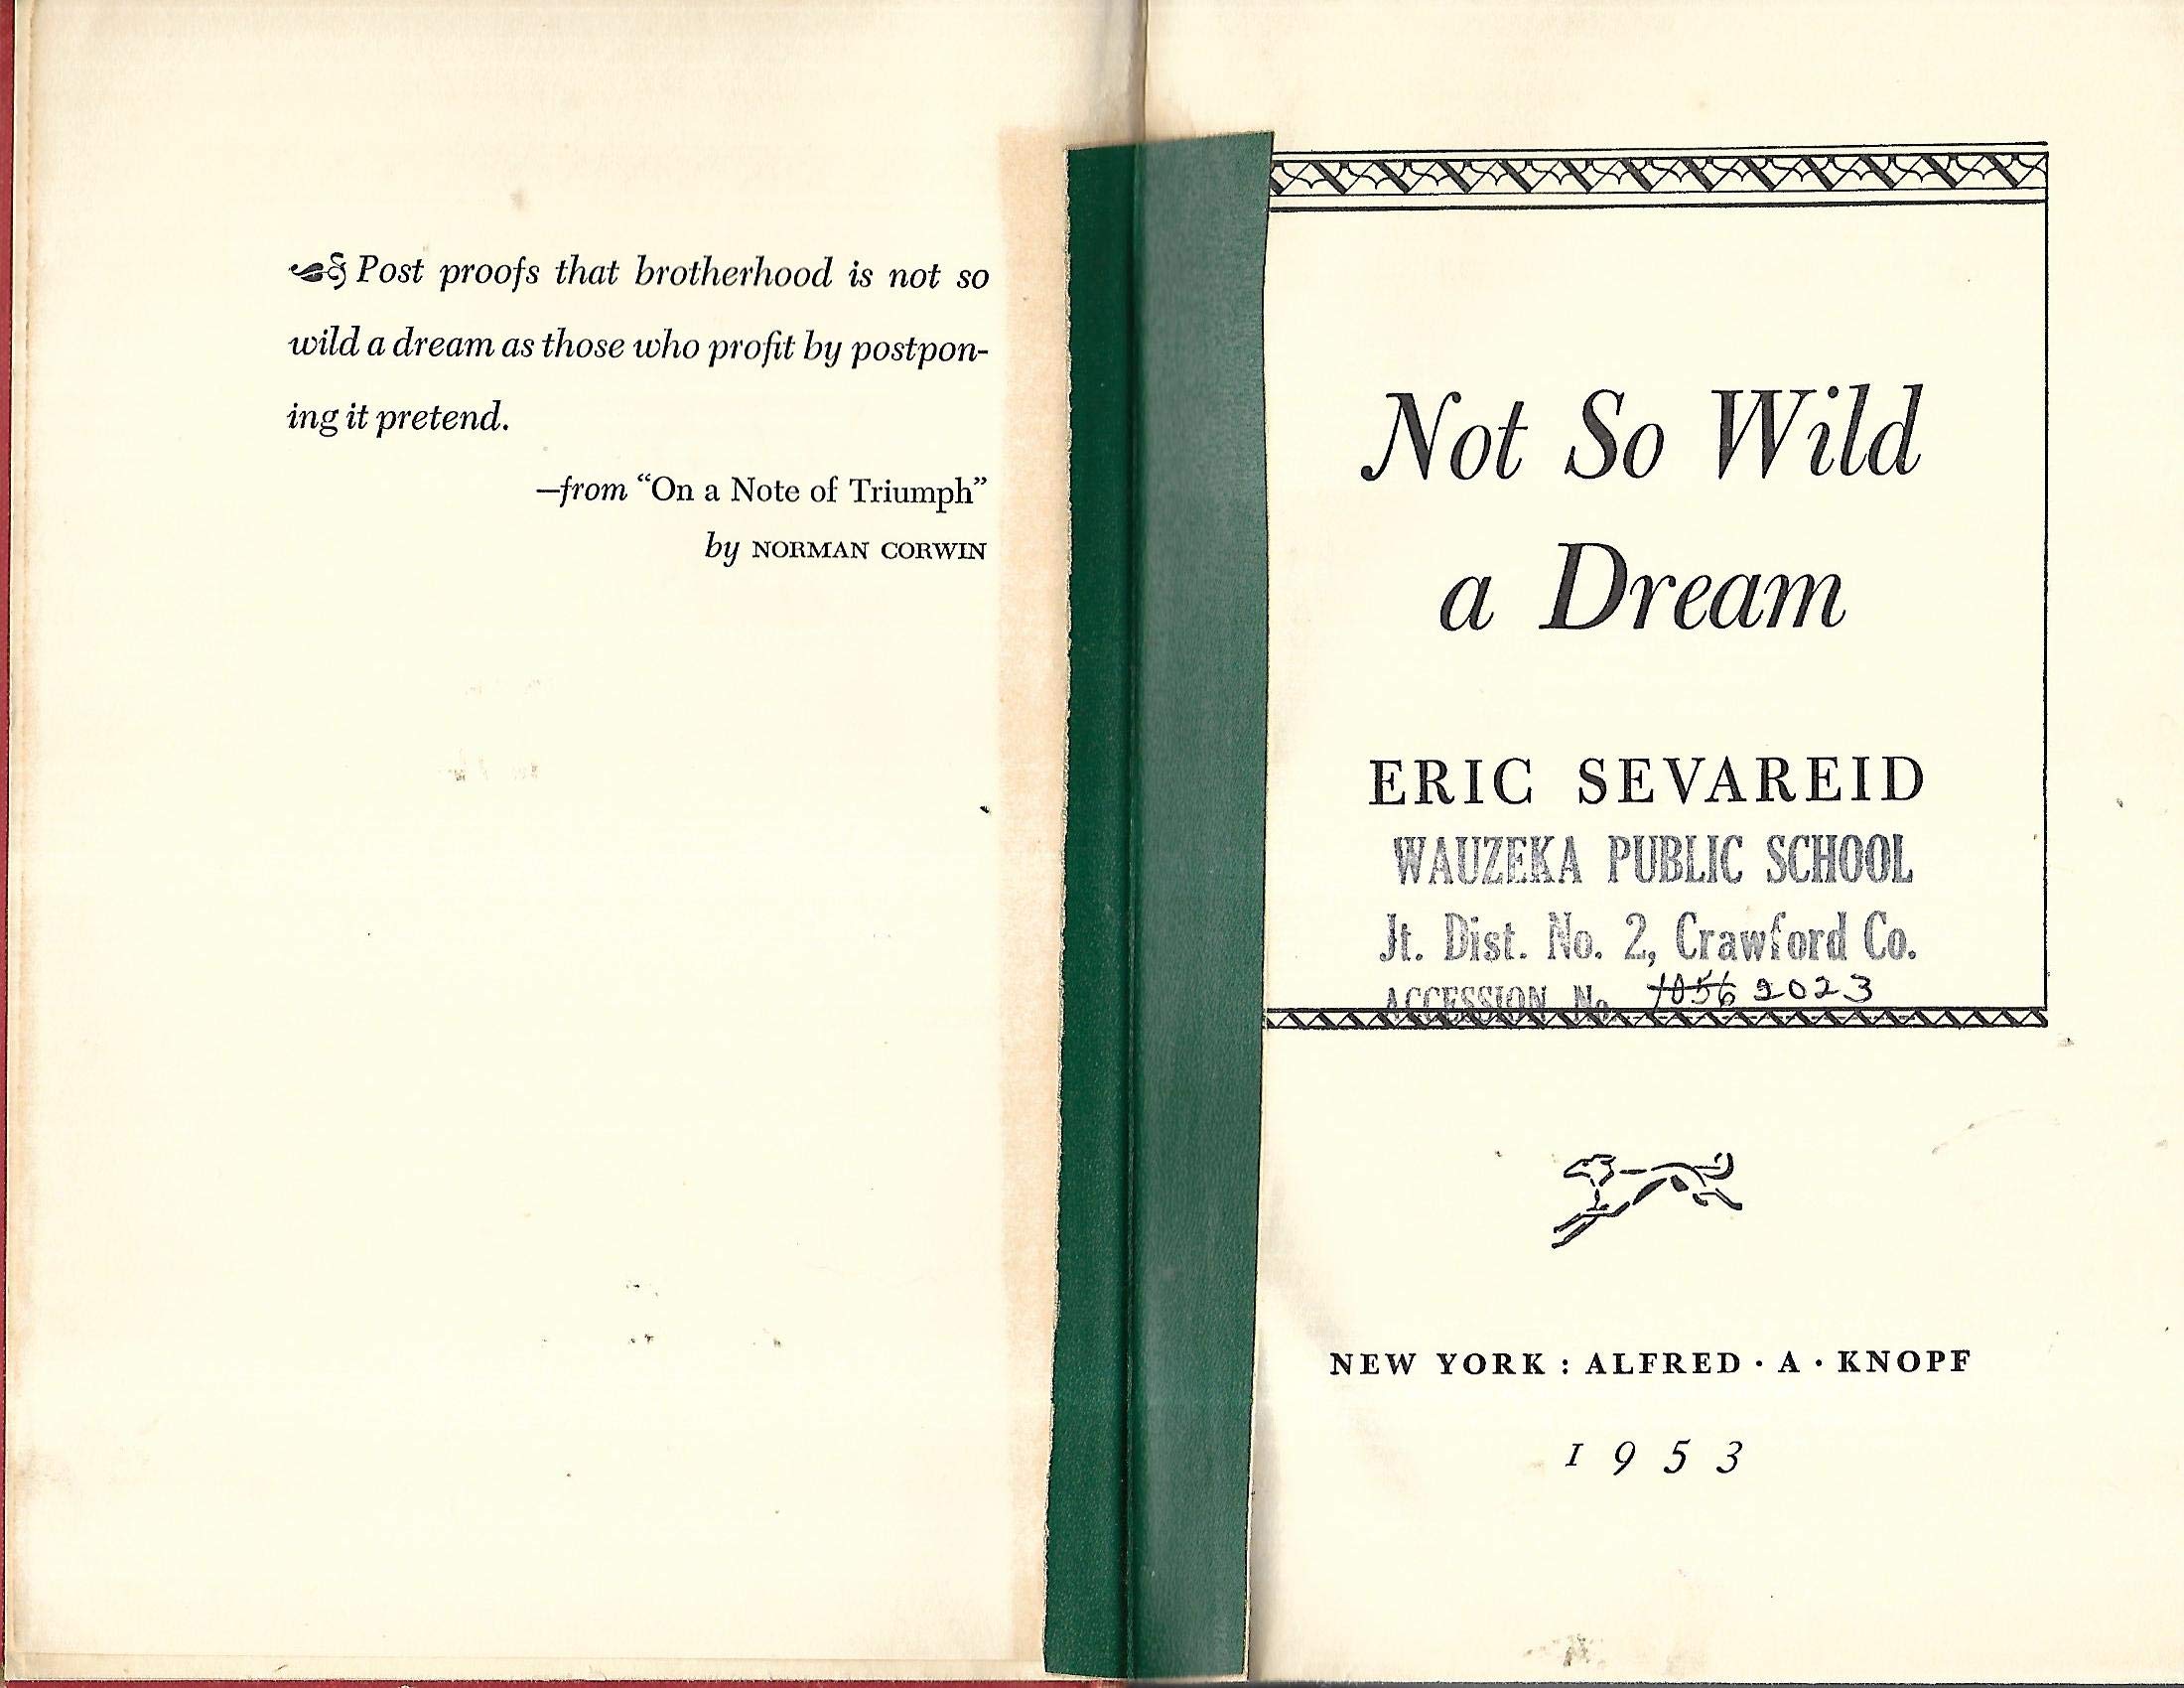 Post proofs that brotherhood is not so
wild a dream as those who profit by postpon-
ing it pretend.
—from “On a Note of Triumph”
by NORMAN CORWIN
Not So Wild
a Dream
ERIC SEVAREID
WAUZEKA PUBLIC SCHOOL
Jt. Dist. No. 2, Crawford Co.
ACCESSION No. 1056 2023
NEW YORK : ALFRED · A · KNOPF
1953